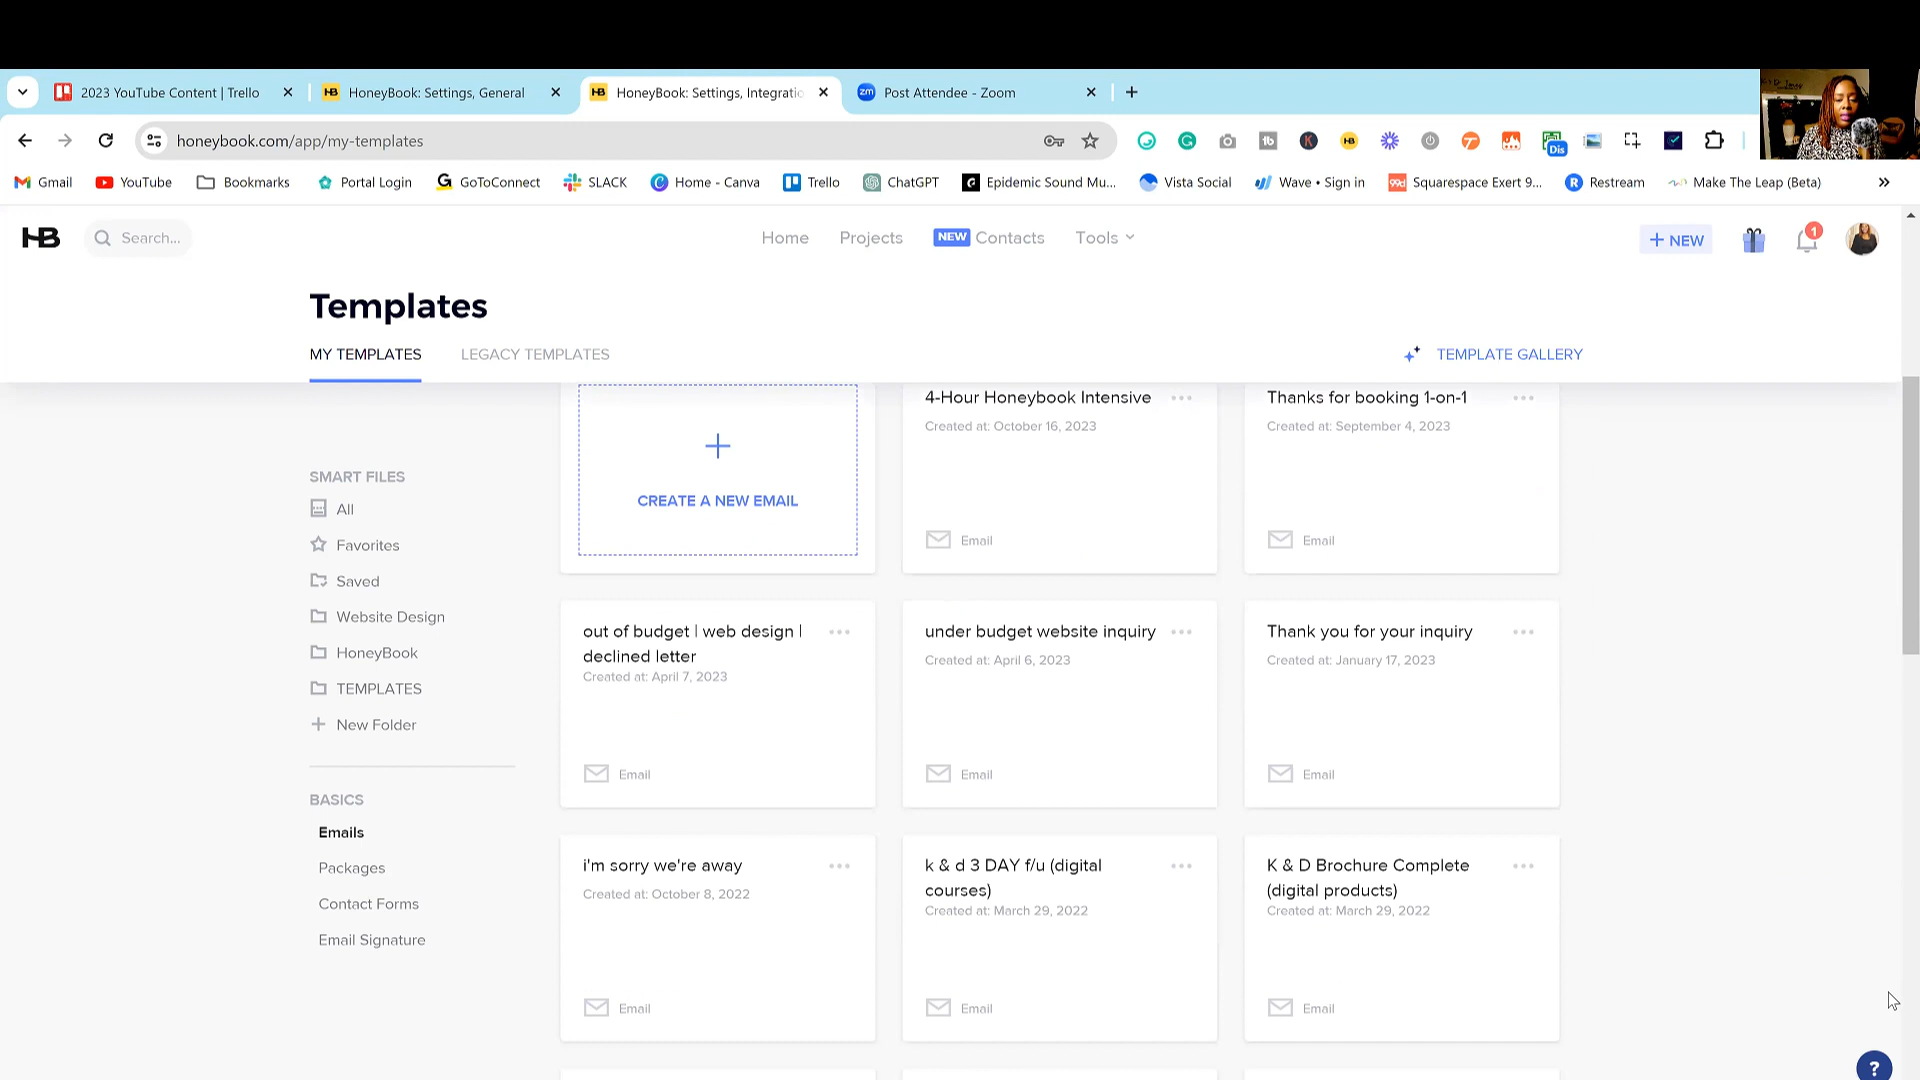 2023 YouTube Content | Trello
HB
HoneyBook: Settings, General
HB
HoneyBook: Settings, Integratio
zm
Post Attendee - Zoom
honeybook.com/app/my-templates
tb
K
HB
Dis
Gmail
YouTube
Bookmarks
Portal Login
GoToConnect
SLACK
Home - Canva
Trello
ChatGPT
Epidemic Sound Mu...
Vista Social
Wave • Sign in
99d
Squarespace Exert 9...
R
Restream
Make The Leap (Beta)
HB
Search...
Home
Projects
NEW
Contacts
Tools
+ NEW
1
Templates
MY TEMPLATES
LEGACY TEMPLATES
TEMPLATE GALLERY
SMART FILES
All
Favorites
Saved
Website Design
HoneyBook
TEMPLATES
+ New Folder
BASICS
Emails
Packages
Contact Forms
Email Signature
+
CREATE A NEW EMAIL
4-Hour Honeybook Intensive
Created at: October 16, 2023
Email
Thanks for booking 1-on-1
Created at: September 4, 2023
Email
out of budget | web design |
declined letter
Created at: April 7, 2023
Email
under budget website inquiry
Created at: April 6, 2023
Email
Thank you for your inquiry
Created at: January 17, 2023
Email
i'm sorry we're away
Created at: October 8, 2022
Email
k & d 3 DAY f/u (digital
courses)
Created at: March 29, 2022
Email
K & D Brochure Complete
(digital products)
Created at: March 29, 2022
Email
?